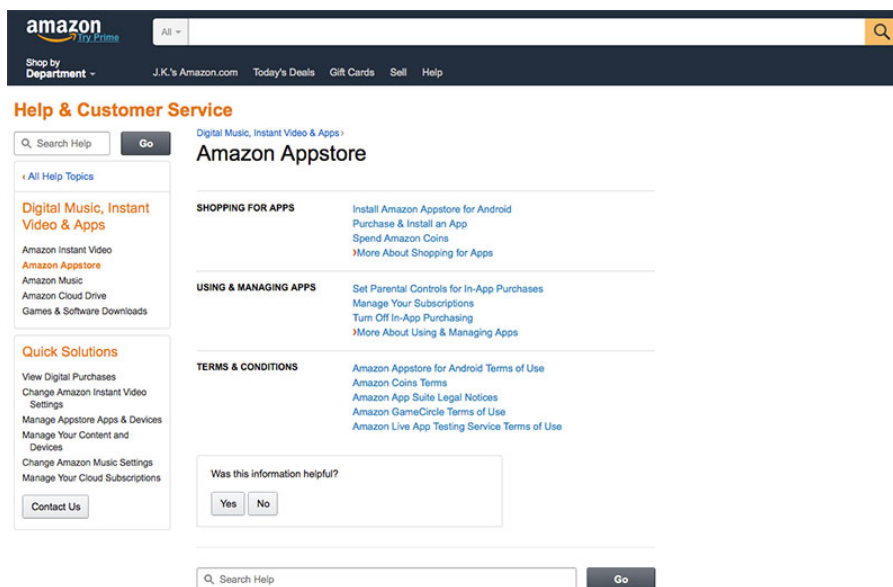 amazon
Try Prime
All
Shop by
Department
J.K.'s Amazon.com Today's Deals Gift Cards Sell Help
Help & Customer Service
Search Help Go
‹ All Help Topics
Digital Music, Instant
Video & Apps
Amazon Instant Video
Amazon Appstore
Amazon Music
Amazon Cloud Drive
Games & Software Downloads
Quick Solutions
View Digital Purchases
Change Amazon Instant Video
Settings
Manage Appstore Apps & Devices
Manage Your Content and
Devices
Change Amazon Music Settings
Manage Your Cloud Subscriptions
Contact Us
Digital Music, Instant Video & Apps ›
Amazon Appstore
SHOPPING FOR APPS
Install Amazon Appstore for Android
Purchase & Install an App
Spend Amazon Coins
›More About Shopping for Apps
USING & MANAGING APPS
Set Parental Controls for In-App Purchases
Manage Your Subscriptions
Turn Off In-App Purchasing
›More About Using & Managing Apps
TERMS & CONDITIONS
Amazon Appstore for Android Terms of Use
Amazon Coins Terms
Amazon App Suite Legal Notices
Amazon GameCircle Terms of Use
Amazon Live App Testing Service Terms of Use
Was this information helpful?
Yes No
Search Help Go